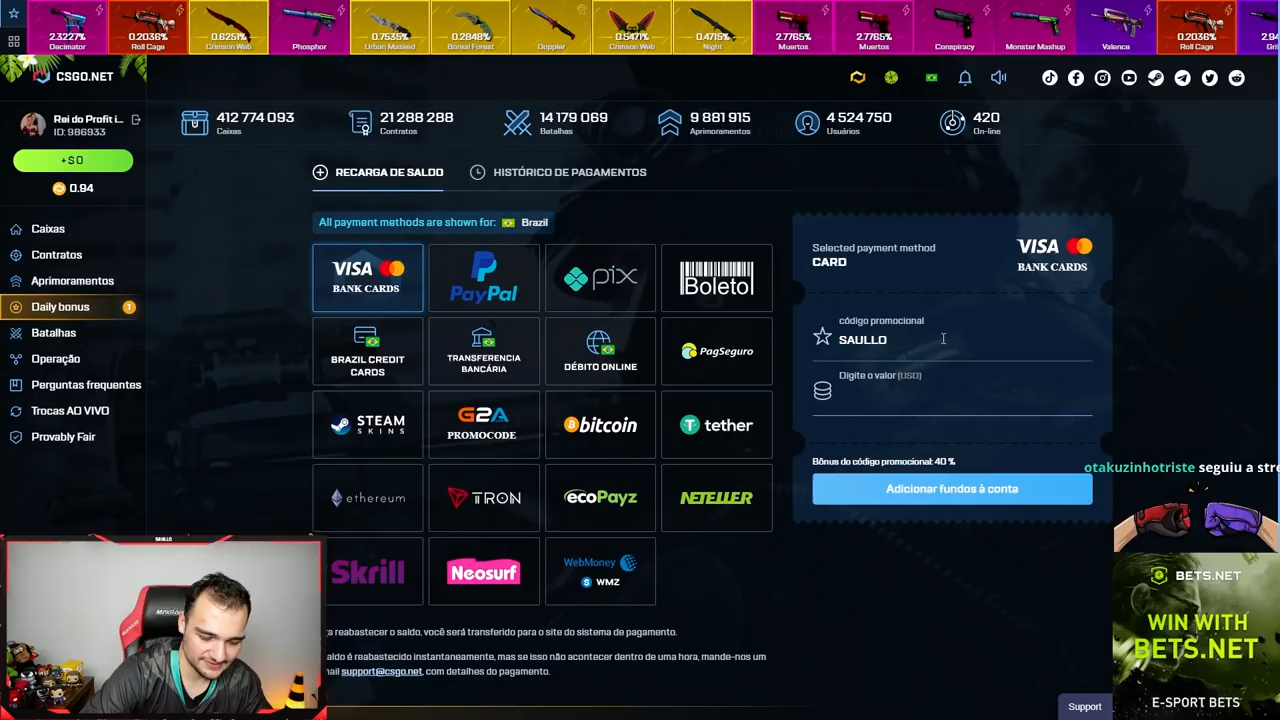 2.3227%
Decimator
0.2036%
Roll Cage
0.6251%
Crimson Web
Phosphor
0.7535%
Urban Masked
0.2848%
Boreal Forest
Doppler
0.5471%
Crimson Web
0.4715%
Night
2.7765%
Muertos
2.7765%
Muertos
Conspiracy
Monster Mashup
Valence
0.2036%
Roll Cage
CSGO.NET
412 774 093
Caixas
21 288 288
Contratos
14 179 069
Batalhas
9 881 915
Aprimoramentos
4 524 750
Usuários
420
On-line
Rei do Profit i...
ID: 986933
+SO
0.94
Caixas
Contratos
Aprimoramentos
Daily bonus 1
Batalhas
Operação
Perguntas frequentes
Trocas AO VIVO
Provably Fair
RECARGA DE SALDO
HISTÓRICO DE PAGAMENTOS
All payment methods are shown for: Brazil
VISA
BANK CARDS
PayPal
pix
Boleto
BRAZIL CREDIT
CARDS
TRANSFERENCIA
BANCÁRIA
DÉBITO ONLINE
PagSeguro
STEAM
SKINS
G2A
PROMOCODE
bitcoin
tether
ethereum
TRON
ecoPayz
NETELLER
Skrill
Neosurf
WebMoney
WMZ
reabastecer o saldo, você será transferido para o site do sistema de pagamento.
aldo é reabastecido instantaneamente, mas se isso não acontecer dentro de uma hora, mande-nos um
support@csgo.net, com detalhes do pagamento.
Selected payment method
CARD
VISA
BANK CARDS
código promocional
SAULLO
Digite o valor (USD)
Bônus do código promocional: 40 %
Adicionar fundos à conta
otakuzinhotriste seguiu a stre
BETS.NET
WIN WITH
BETS.NET
E-SPORT BETS
Support
SAULLO